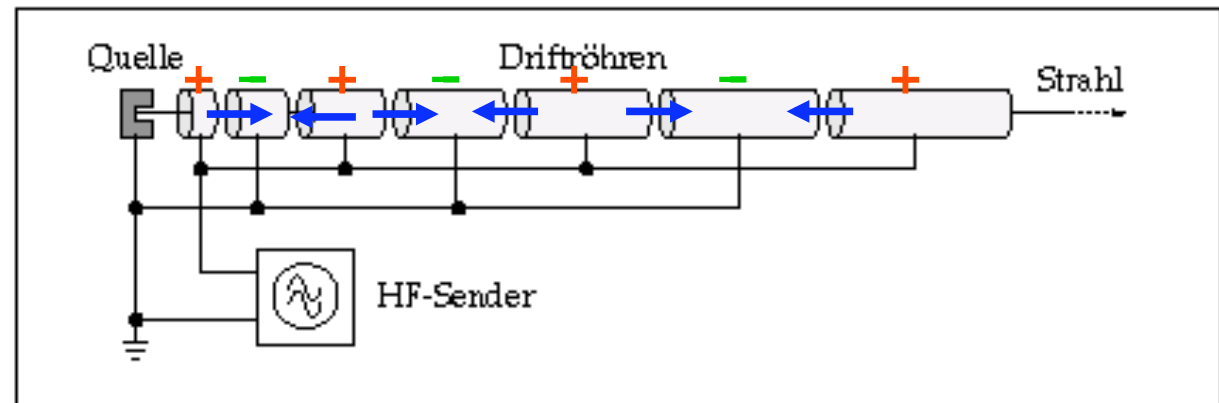 Quelle
Driftröhren
Strahl
+ - + - + - +
HF-Sender